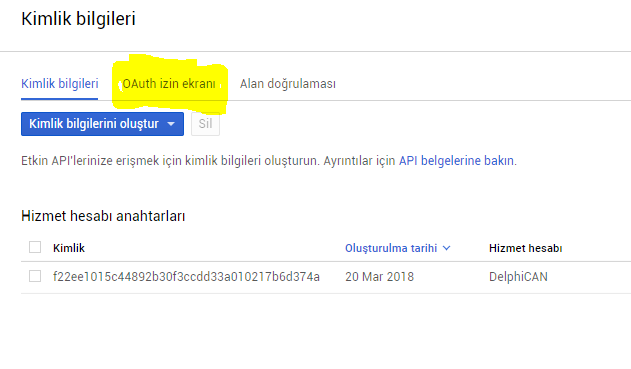 Kimlik bilgileri
Kimlik bilgileri OAuth izin ekranı Alan doğrulaması
Kimlik bilgilerini oluştur Sil
Etkin API'lerinize erişmek için kimlik bilgileri oluşturun. Ayrıntılar için API belgelerine bakın.
Hizmet hesabı anahtarları
Kimlik Oluşturulma tarihi Hizmet hesabı
f22ee1015c44892b30f3ccdd33a010217b6d374a 20 Mar 2018 DelphiCAN